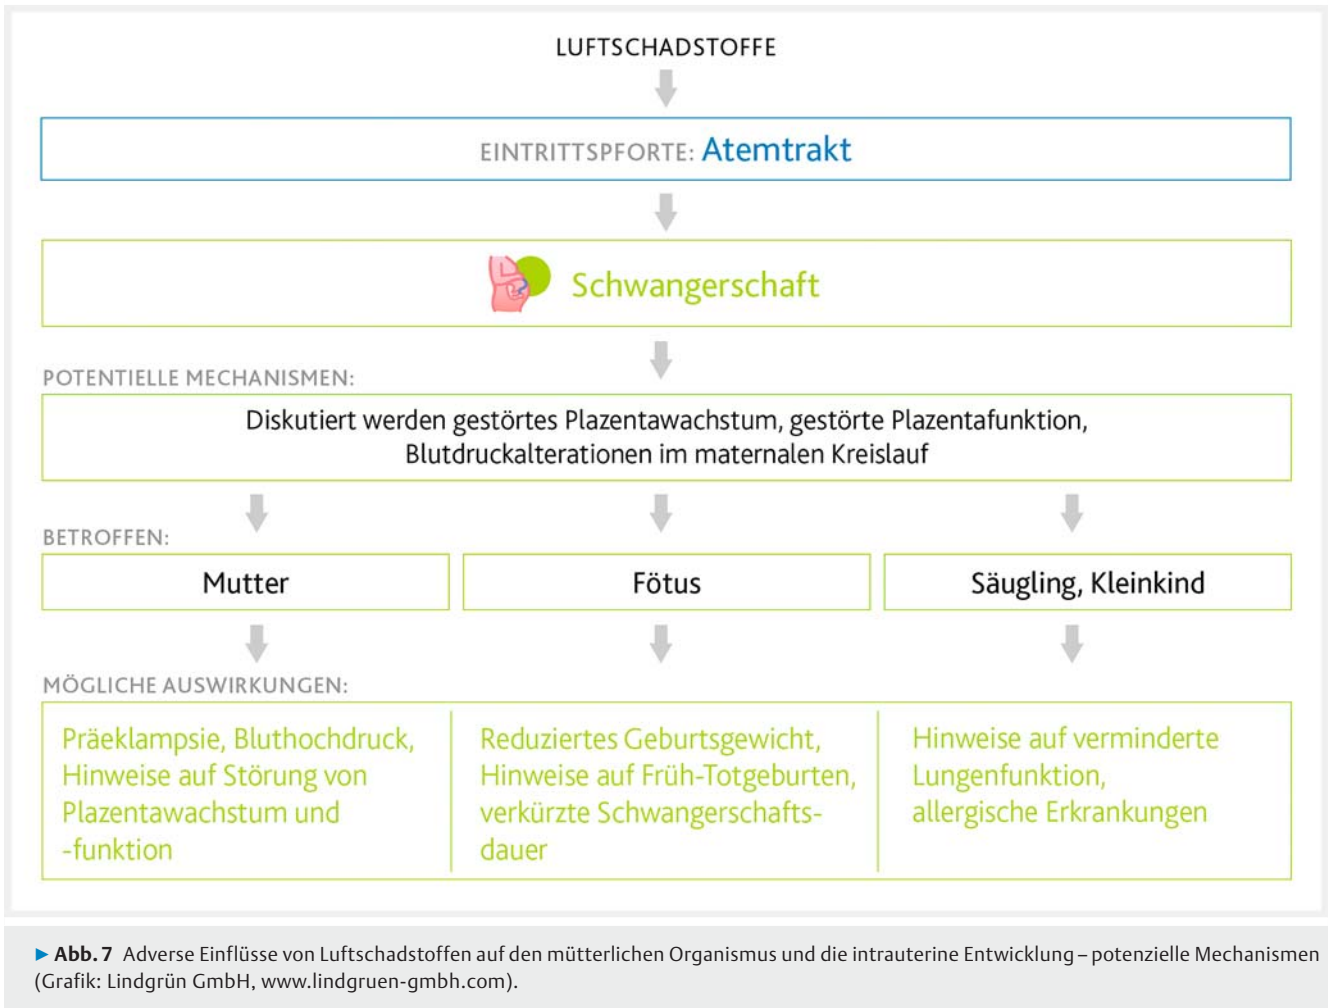 LUFTSCHADSTOFFE
EINTRITTSPFORTE: Atemtrakt
Schwangerschaft
POTENTIELLE MECHANISMEN:
Diskutiert werden gestörtes Plazentawachstum, gestörte Plazentafunktion,
Blutdruckalterationen im maternalen Kreislauf
BETROFFEN:
Mutter
Fötus
Säugling, Kleinkind
MÖGLICHE AUSWIRKUNGEN:
Präeklampsie, Bluthochdruck,
Hinweise auf Störung von
Plazentawachstum und
-funktion
Reduziertes Geburtsgewicht,
Hinweise auf Früh-Totgeburten,
verkürzte Schwangerschafts-
dauer
Hinweise auf verminderte
Lungenfunktion,
allergische Erkrankungen
▶ Abb. 7 Adverse Einflüsse von Luftschadstoffen auf den mütterlichen Organismus und die intrauterine Entwicklung – potenzielle Mechanismen
(Grafik: Lindgrün GmbH, www.lindgruen-gmbh.com).